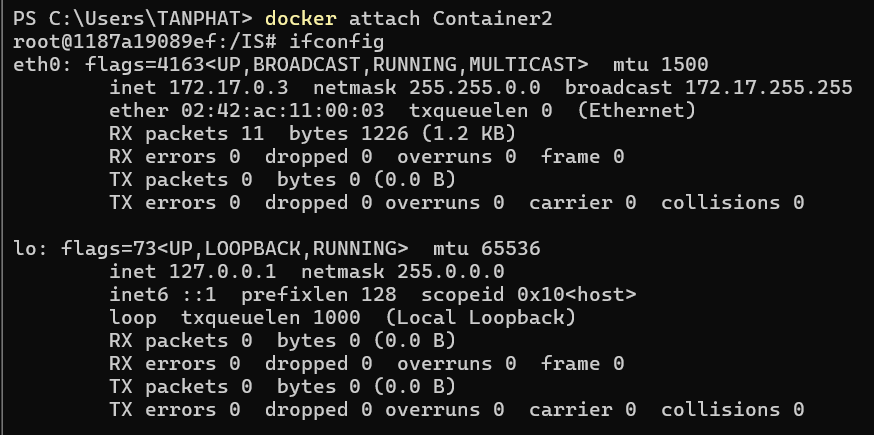 PS C:\Users\TANPHAT> docker attach Container2
root@1187a19089ef:/IS# ifconfig
eth0: flags=4163<UP,BROADCAST,RUNNING,MULTICAST>  mtu 1500
        inet 172.17.0.3  netmask 255.255.0.0  broadcast 172.17.255.255
        ether 02:42:ac:11:00:03  txqueuelen 0  (Ethernet)
        RX packets 11  bytes 1226 (1.2 KB)
        RX errors 0  dropped 0  overruns 0  frame 0
        TX packets 0  bytes 0 (0.0 B)
        TX errors 0  dropped 0 overruns 0  carrier 0  collisions 0

lo: flags=73<UP,LOOPBACK,RUNNING>  mtu 65536
        inet 127.0.0.1  netmask 255.0.0.0
        inet6 ::1  prefixlen 128  scopeid 0x10<host>
        loop  txqueuelen 1000  (Local Loopback)
        RX packets 0  bytes 0 (0.0 B)
        RX errors 0  dropped 0  overruns 0  frame 0
        TX packets 0  bytes 0 (0.0 B)
        TX errors 0  dropped 0 overruns 0  carrier 0  collisions 0